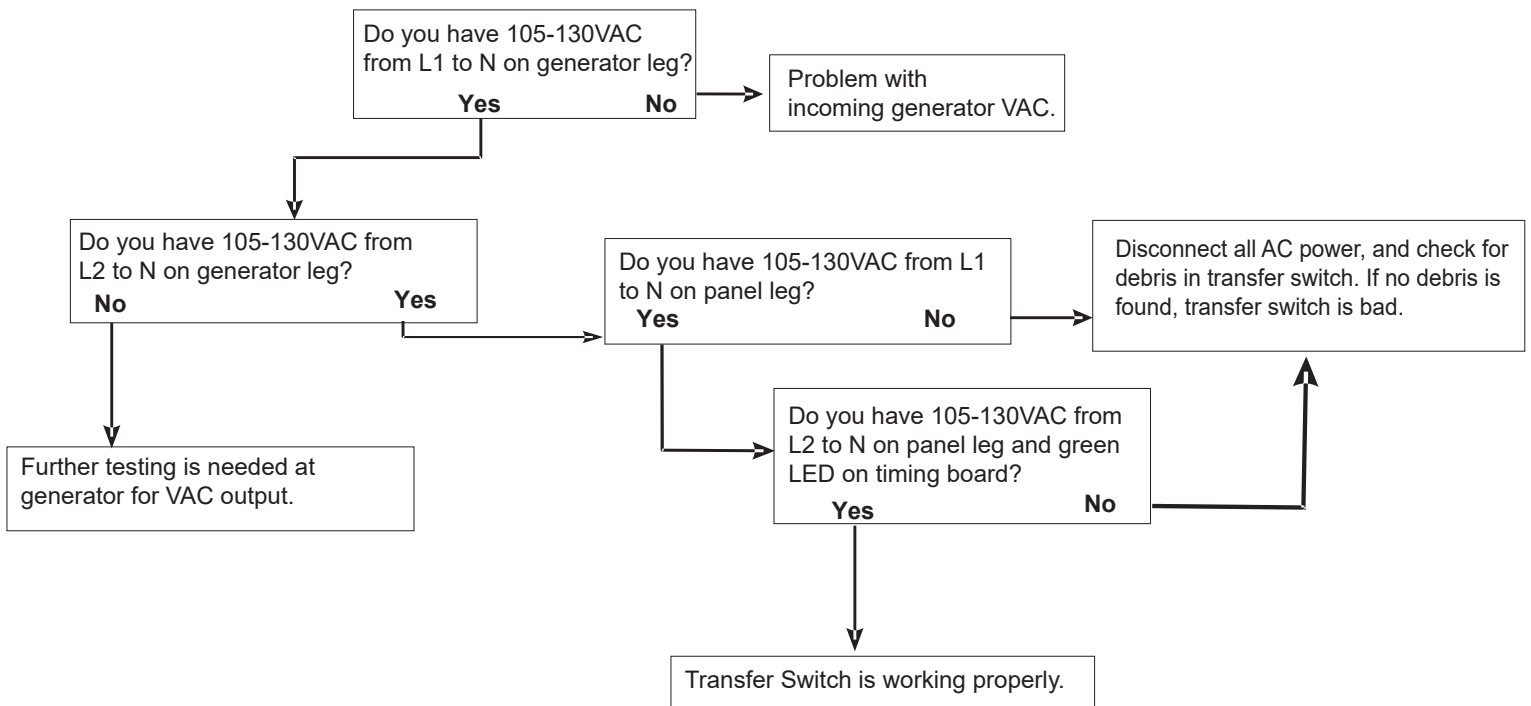 Do you have 105-130VAC
from L1 to N on generator leg?
Yes No
Problem with
incoming generator VAC.
Do you have 105-130VAC from
L2 to N on generator leg?
No Yes
Do you have 105-130VAC from L1
to N on panel leg?
Yes No
Disconnect all AC power, and check for
debris in transfer switch. If no debris is
found, transfer switch is bad.
Do you have 105-130VAC from
L2 to N on panel leg and green
LED on timing board?
Yes No
Further testing is needed at
generator for VAC output.
Transfer Switch is working properly.